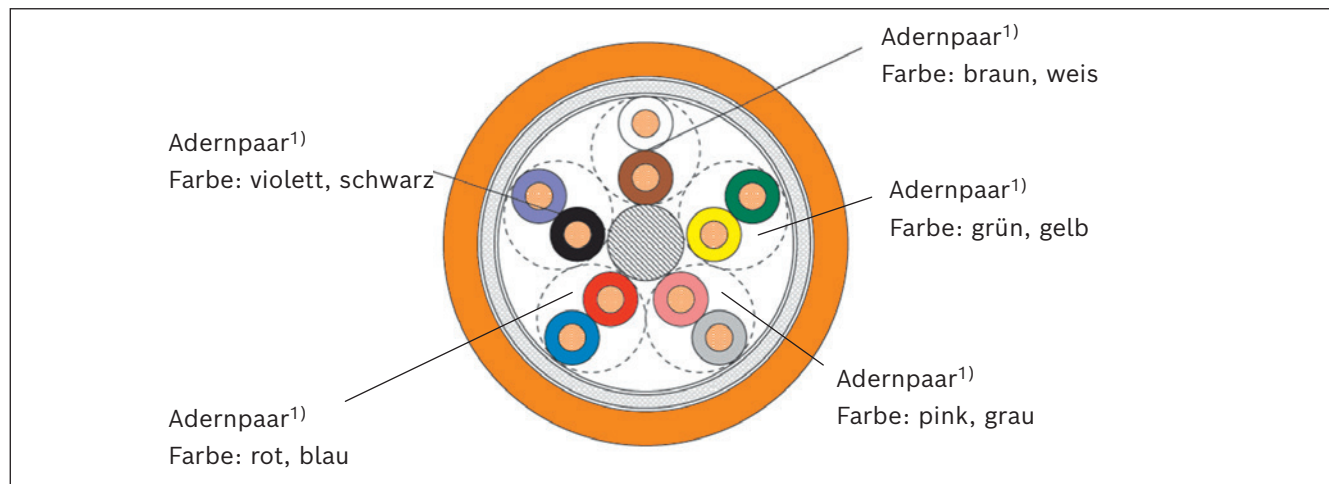 Adernpaar1)
Farbe: braun, weis
Adernpaar1)
Farbe: violett, schwarz
Adernpaar1)
Farbe: grün, gelb
Adernpaar1)
Farbe: pink, grau
Adernpaar1)
Farbe: rot, blau